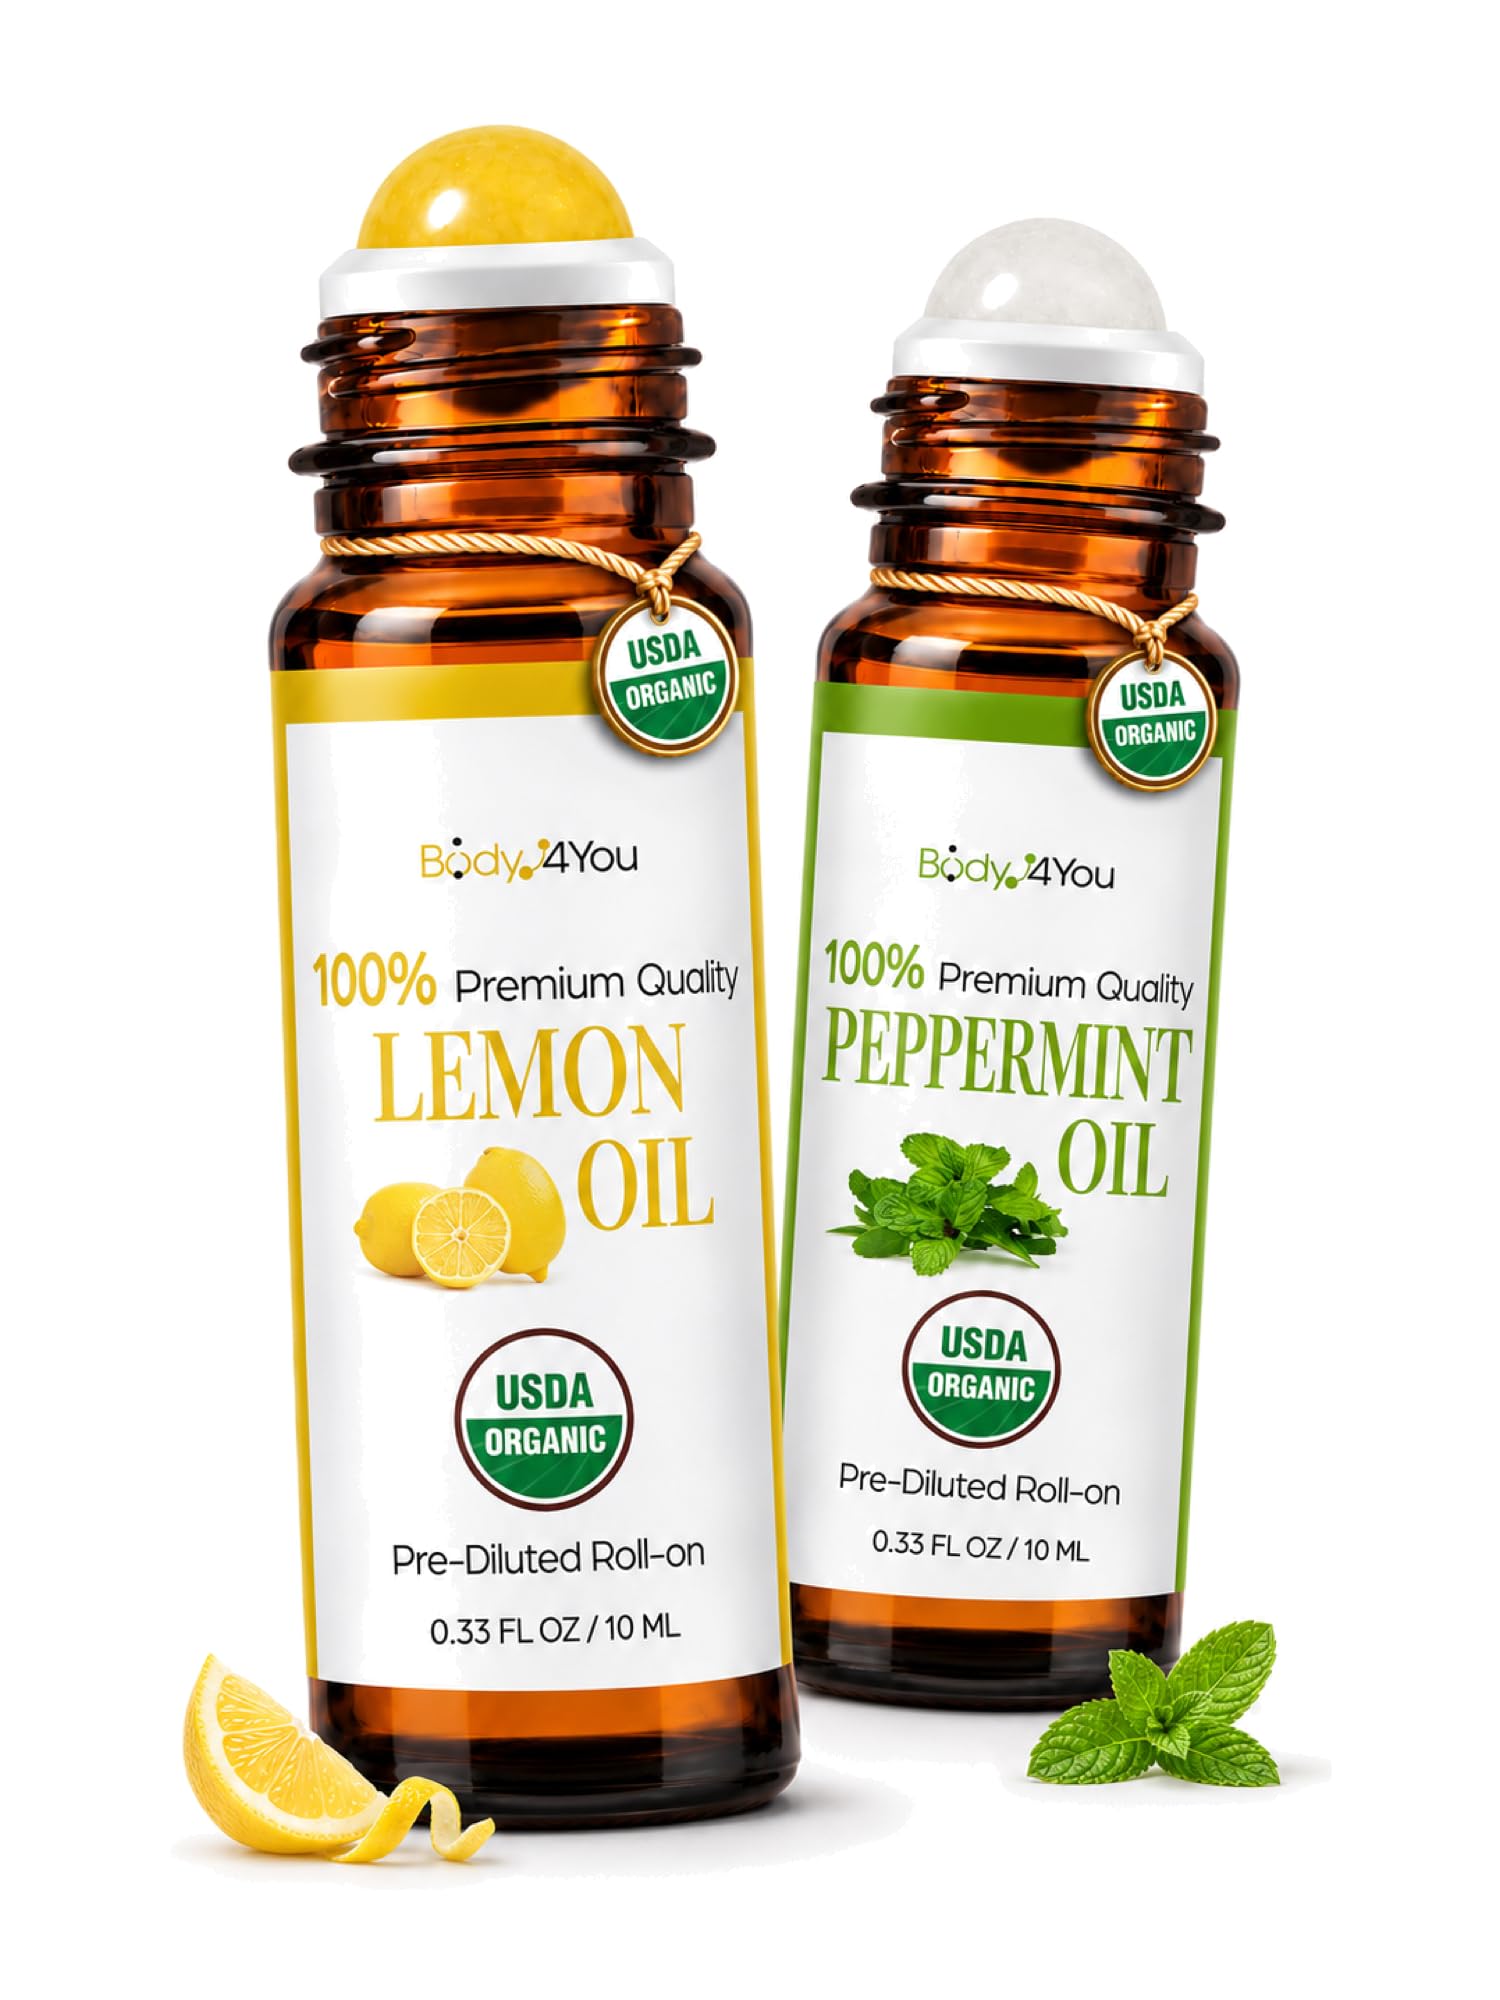 USDA
ORGANIC
Body4You
100% Premium Quality
LEMON
OIL
USDA
ORGANIC
Pre-Diluted Roll-on
0.33 FL OZ / 10 ML
USDA
ORGANIC
Body4You
100% Premium Quality
PEPPERMINT
OIL
USDA
ORGANIC
Pre-Diluted Roll-on
0.33 FL OZ / 10 ML